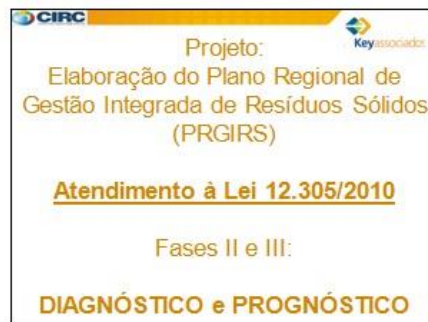 CIRC
Keyassociados
Projeto:
Elaboração do Plano Regional de
Gestão Integrada de Resíduos Sólidos
(PRGIRS)
Atendimento à Lei 12.305/2010
Fases II e III:
DIAGNÓSTICO e PROGNÓSTICO